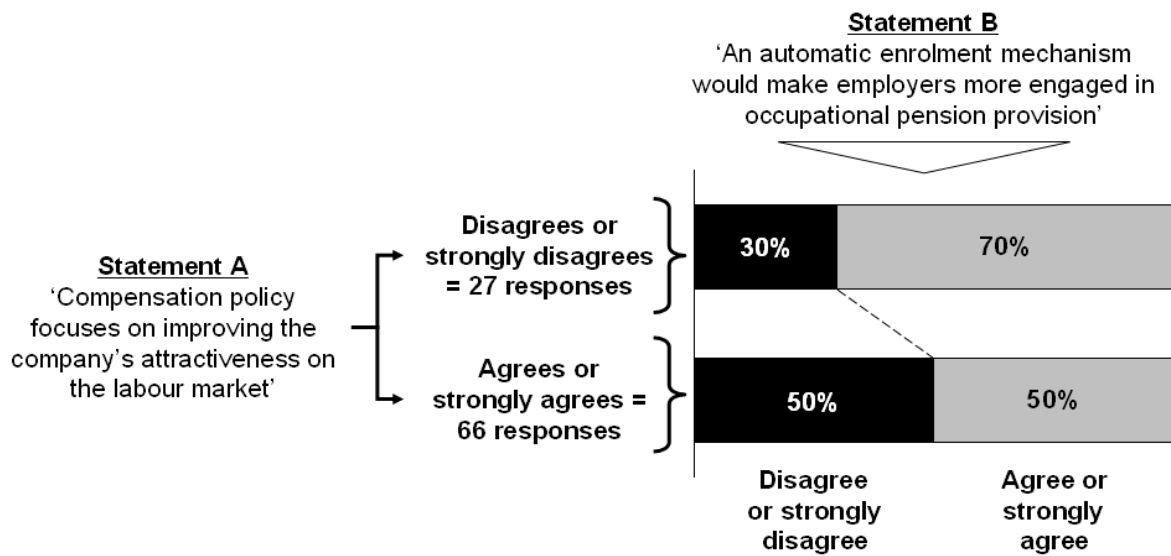 Statement B
‘An automatic enrolment mechanism
would make employers more engaged in
occupational pension provision’
Statement A
‘Compensation policy
focuses on improving the
company’s attractiveness on
the labour market’
Disagrees or
strongly disagrees
= 27 responses
30%
70%
Agrees or
strongly agrees =
66 responses
50%
50%
Disagree
or strongly
disagree
Agree or
strongly
agree